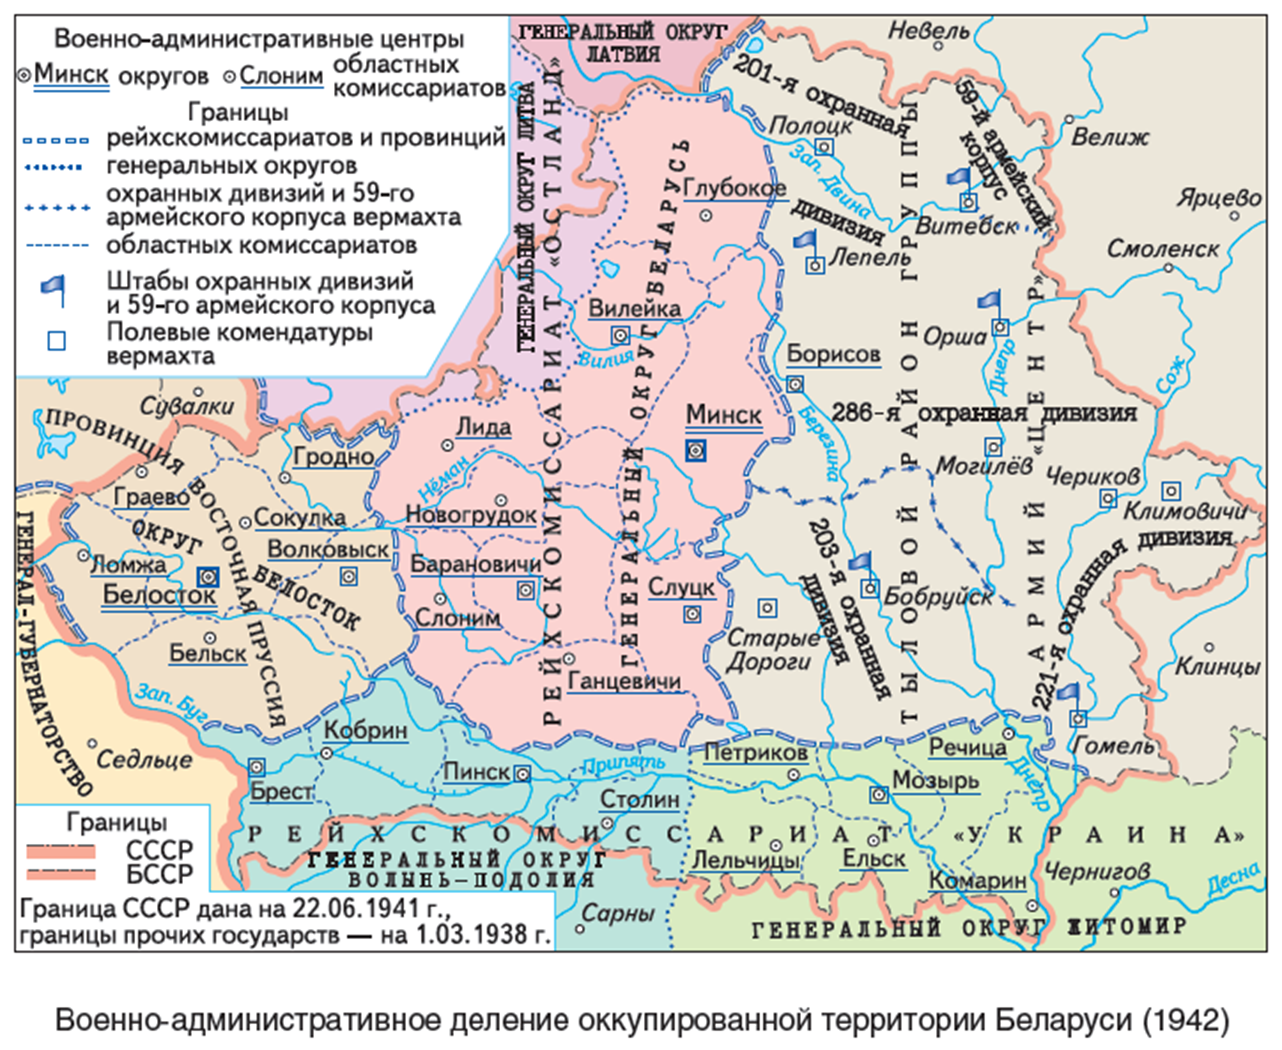 Военно-административные центры
Минск округов Слоним областных комиссариатов
Границы
рейхскомиссариатов и провинций
генеральных округов
охранных дивизий и 59-го
армейского корпуса вермахта
областных комиссариатов
Штабы охранных дивизий
и 59-го армейского корпуса
Полевые комендатуры
вермахта
ГЕНЕРАЛЬНЫЙ ОКРУГ
ЛАТВИЯ
ГЕНЕРАЛЬНЫЙ ОКРУГ ЛИТВА
РЕЙХСКОМИССАРИАТ «ОСТЛАНД»
ГЕНЕРАЛЬНЫЙ ОКРУГ "БЕЛАРУСЬ
ТЫЛОВОЙ РАЙОН ГРУППЫ
АРМИЙ «ЦЕНТР»
201-я охранная
дивизия
59-й армейский
корпус
286-я охранная дивизия
203-я охранная
дивизия
221-я охранная дивизия
Невель
Велиж
Ярцево
Смоленск
Полоцк
Зап. Двина
Витебск
Лепель
Глубокое
Вилейка
Вилия
Орша
Днепр
Сож
Борисов
Березина
Минск
Могилёв
Чериков
Климовичи
Сувалки
ПРОВИНЦИЯ ВОСТОЧНАЯ ПРУССИЯ
Гродно
Лида
Нёман
Граево
ОКРУГ БЕЛОСТОК
Сокулка
Новогрудок
Волковыск
Барановичи
Ломжа
Белосток
Слоним
Слуцк
Бобруйск
Старые
Дороги
Бельск
Ганцевичи
Клинцы
ГЕНЕРАЛ-ГУБЕРНАТОРСТВО
Зап. Буг
Седльце
Кобрин
Брест
Пинск
Припять
Столин
Петриков
Речица
Гомель
Мозырь
Днепр
РЕЙХСКОМИССАРИАТ «УКРАИНА»
ГЕНЕРАЛЬНЫЙ ОКРУГ
ВОЛЫНЬ-ПОДОЛИЯ
Лельчицы
Ельск
Комарин
Чернигов
Десна
Сарны
ГЕНЕРАЛЬНЫЙ ОКРУГ ЖИТОМИР
Границы
СССР
БССР
Граница СССР дана на 22.06.1941 г.,
границы прочих государств — на 1.03.1938 г.
Военно-административное деление оккупированной территории Беларуси (1942)